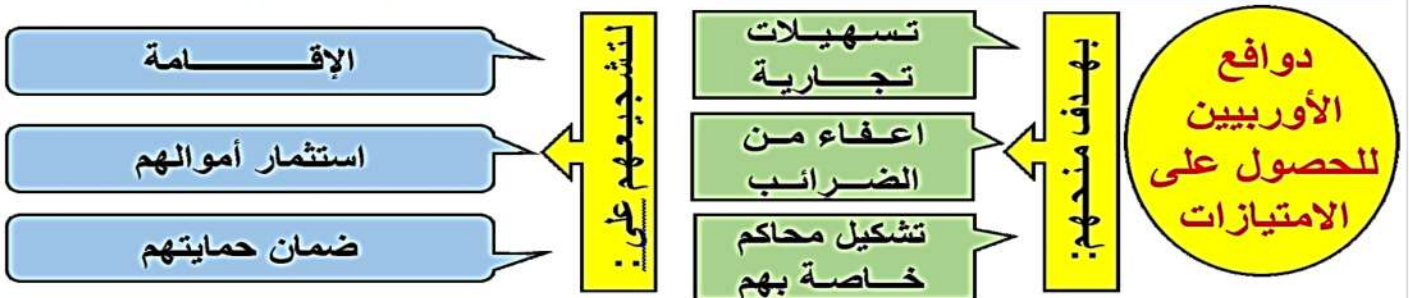 دوافع
الأوربيين
للحصول على
الامتيازات
بهدف منحهم:
تسهيلات
تجارية
اعفاء من
الضرائب
تشكيل محاكم
خاصة بهم
لتشجيعهم على:
الإقامة
استثمار أموالهم
ضمان حمايتهم